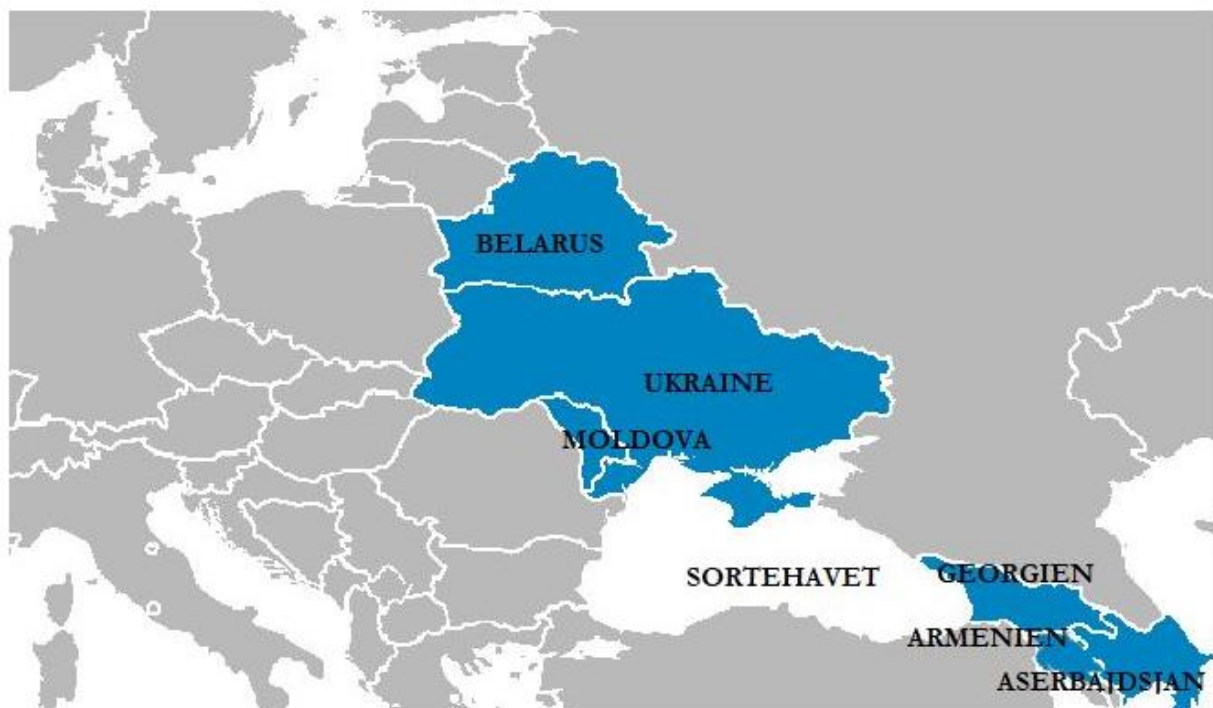 BELARUS
UKRAINE
MOLDOVA
SORTEHAVET
GEORGIEN
ARMENIEN
ASERBAJDSJAN